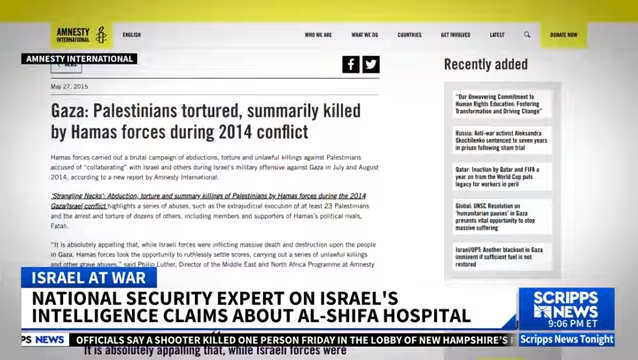 AMNESTY
INTERNATIONAL
ENGLISH
WHO WE ARE
WHAT WE DO
COUNTRIES
GET INVOLVED
LATEST
DONATE NOW
AMNESTY INTERNATIONAL
NEWS
May 27, 2015
Gaza: Palestinians tortured, summarily killed
by Hamas forces during 2014 conflict
Hamas forces carried out a brutal campaign of abductions, torture and unlawful killings against Palestinians
accused of "collaborating" with Israel and others during Israel's military offensive against Gaza in July and August
2014, according to a new report by Amnesty International.
'Strangling Necks': Abduction, torture and summary killings of Palestinians by Hamas forces during the 2014
Gaza/Israel conflict highlights a series of abuses, such as the extrajudicial execution of at least 23 Palestinians
and the arrest and torture of dozens of others, including members and supporters of Hamas's political rivals,
Fatah.
"It is absolutely appalling that, while Israeli forces were inflicting massive death and destruction upon the people
in Gaza, Hamas forces took the opportunity to ruthlessly settle scores, carrying out a series of unlawful killings
and other grave abuses," said Philip Luther, Director of the Middle East and North Africa Programme at Amnesty
Recently added
"Our Unwavering Commitment to
Human Rights Education: Fostering
Transformation and Driving Change"
Russia: Anti-war activist Aleksandra
Skochilenko sentenced to seven years
in prison following sham trial
Qatar: Inaction by Qatar and FIFA a
year on from the World Cup puts
legacy for workers in peril
Global: UNSC Resolution on
'humanitarian pauses' in Gaza
presents vital opportunity to stop
massive suffering
Israel/OPT: Another blackout in Gaza
imminent if sufficient fuel is not
restored
ISRAEL AT WAR
NATIONAL SECURITY EXPERT ON ISRAEL'S
INTELLIGENCE CLAIMS ABOUT AL-SHIFA HOSPITAL
SCRIPPS
NEWS
9:06 PM ET
Scripps News Tonight
NEWS
OFFICIALS SAY A SHOOTER KILLED ONE PERSON FRIDAY IN THE LOBBY OF NEW HAMPSHIRE'S
It is absolutely appalling that, while Israeli forces were